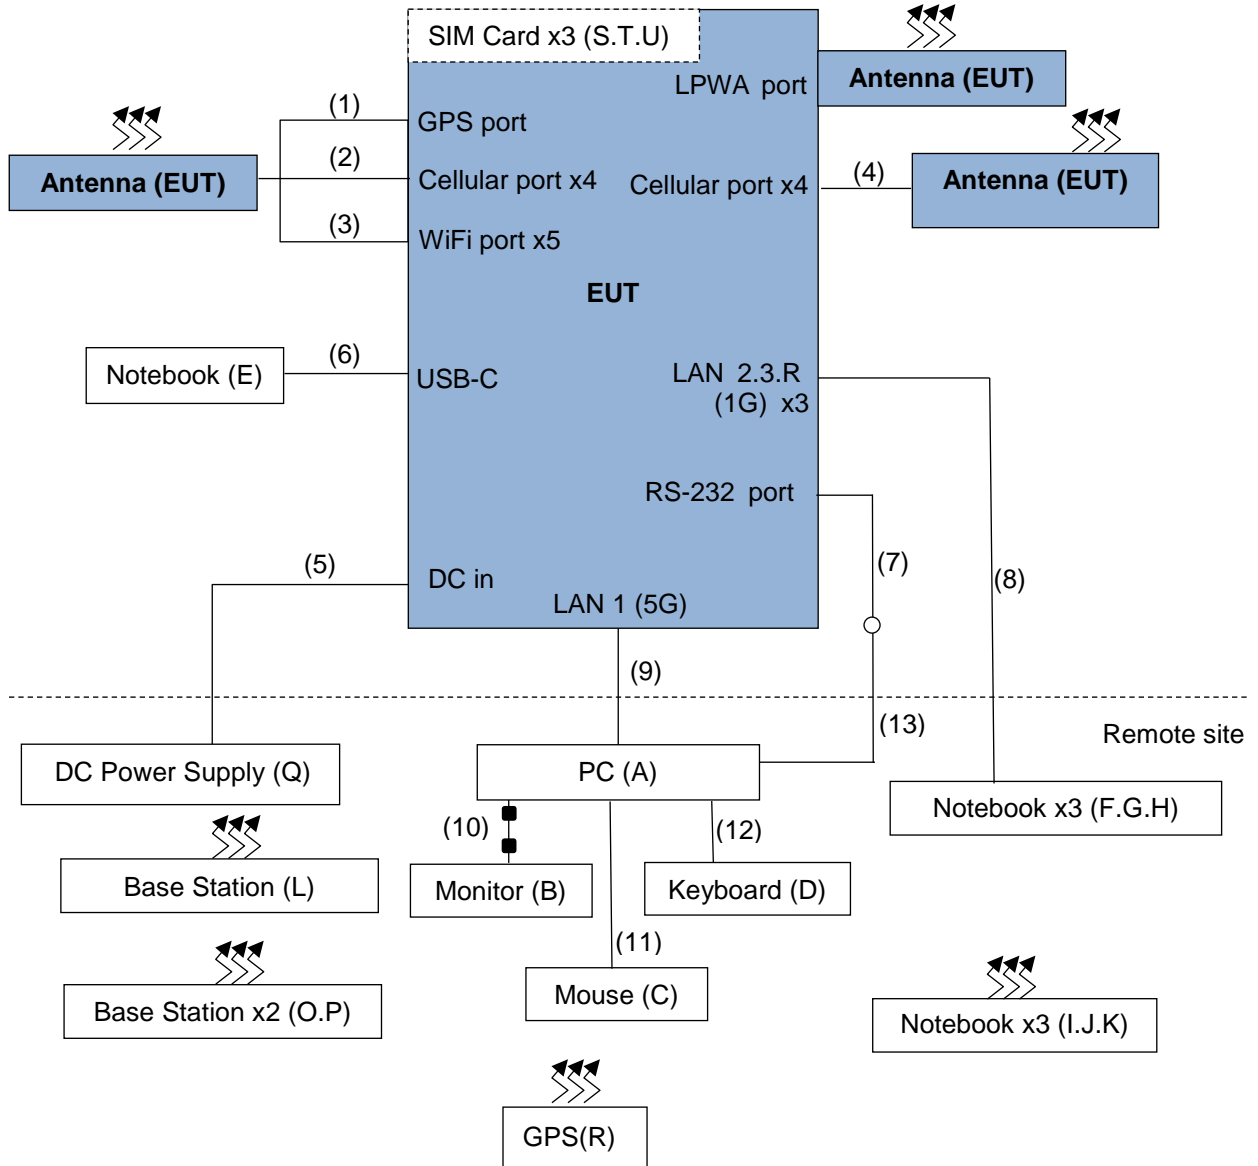 SIM Card x3 (S.T.U)
LPWA port
Antenna (EUT)
(1)
GPS port
(2)
Antenna (EUT)
Cellular port x4
Cellular port x4
(4)
Antenna (EUT)
(3)
WiFi port x5
EUT
(6)
Notebook (E)
USB-C
LAN 2.3.R
(1G) x3
RS-232 port
(5)
DC in
(7)
(8)
LAN 1 (5G)
(9)
(13)
Remote site
DC Power Supply (Q)
PC (A)
Notebook x3 (F.G.H)
(10)
(12)
Base Station (L)
Monitor (B)
Keyboard (D)
(11)
Mouse (C)
Base Station x2 (O.P)
Notebook x3 (I.J.K)
GPS(R)